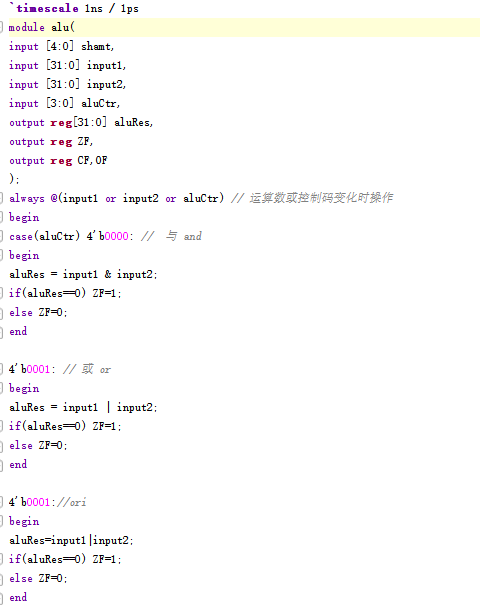 `timescale 1ns / 1ps
module alu(
input [4:0] shamt,
input [31:0] input1,
input [31:0] input2,
input [3:0] aluCtr,
output reg[31:0] aluRes,
output reg ZF,
output reg CF,OF
);
always @(input1 or input2 or aluCtr) // 运算数或控制码变化时操作
begin
case(aluCtr) 4'b0000: // 与 and
begin
aluRes = input1 & input2;
if(aluRes==0) ZF=1;
else ZF=0;
end
4'b0001: // 或 or
begin
aluRes = input1 | input2;
if(aluRes==0) ZF=1;
else ZF=0;
end
4'b0001://ori
begin
aluRes=input1|input2;
if(aluRes==0) ZF=1;
else ZF=0;
end